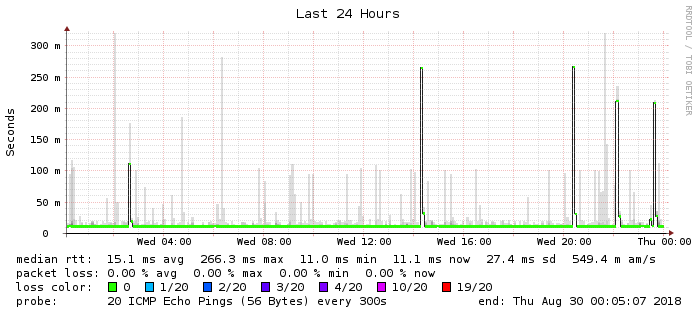 Last 24 Hours
RRDTOOL / TOBI OETIKER
Seconds
300 m
250 m
200 m
150 m
100 m
50 m
0
Wed 04:00 Wed 08:00 Wed 12:00 Wed 16:00 Wed 20:00 Thu 00:00
median rtt: 15.1 ms avg 266.3 ms max 11.0 ms min 11.1 ms now 27.4 ms sd 549.4 m am/s
packet loss: 0.00 % avg 0.00 % max 0.00 % min 0.00 % now
loss color: 0 1/20 2/20 3/20 4/20 10/20 19/20
probe: 20 ICMP Echo Pings (56 Bytes) every 300s end: Thu Aug 30 00:05:07 2018